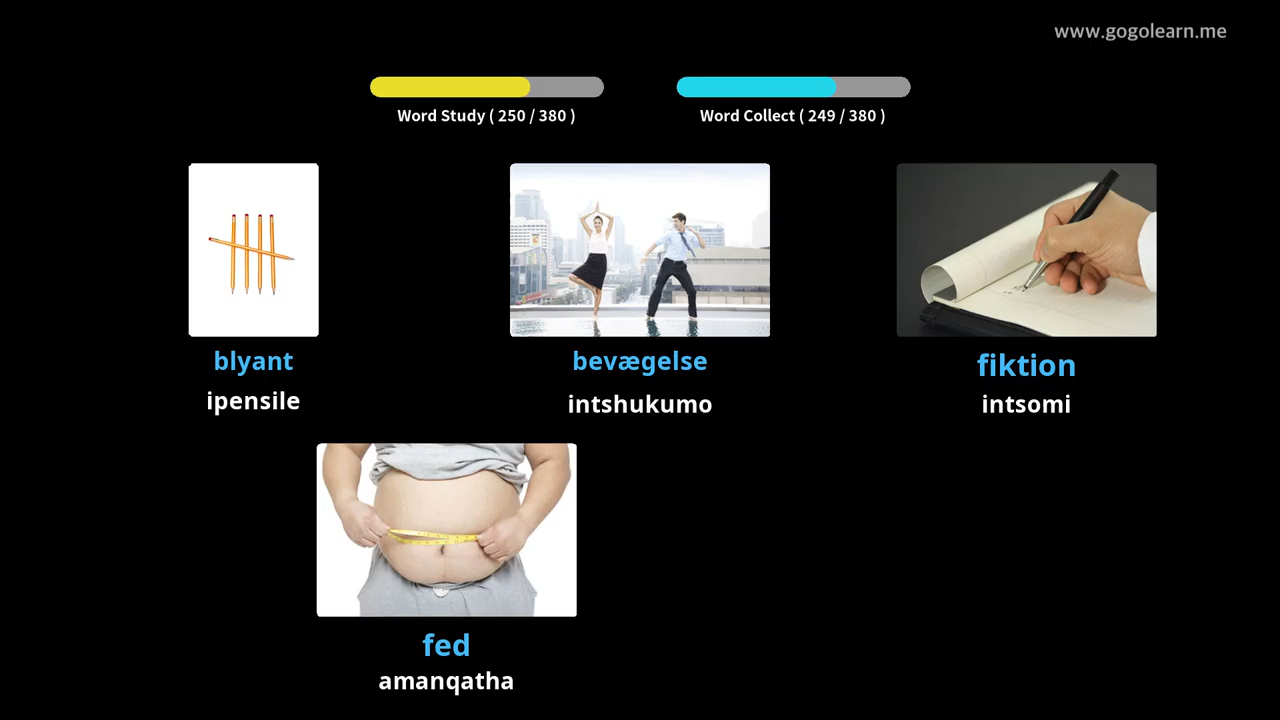 www.gogolearn.me
Word Study ( 250 / 380 )
Word Collect ( 249 / 380 )
blyant
ipensile
bevægelse
intshukumo
fiktion
intsomi
fed
amanqatha